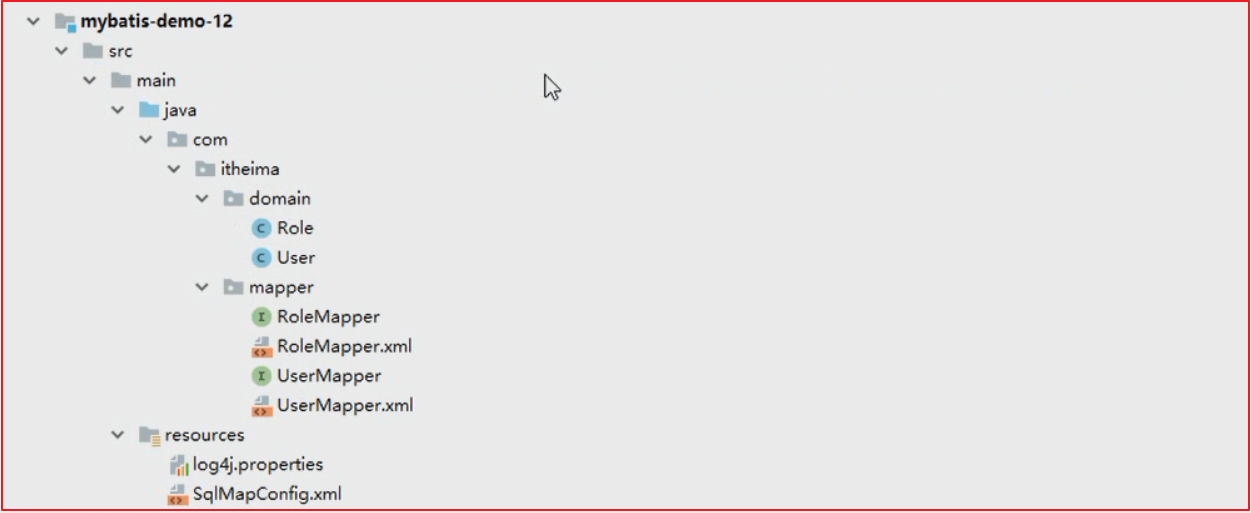 mybatis-demo-12
src
main
java
com
itheima
domain
Role
User
mapper
RoleMapper
RoleMapper.xml
UserMapper
UserMapper.xml
resources
log4j.properties
SqlMapConfig.xml